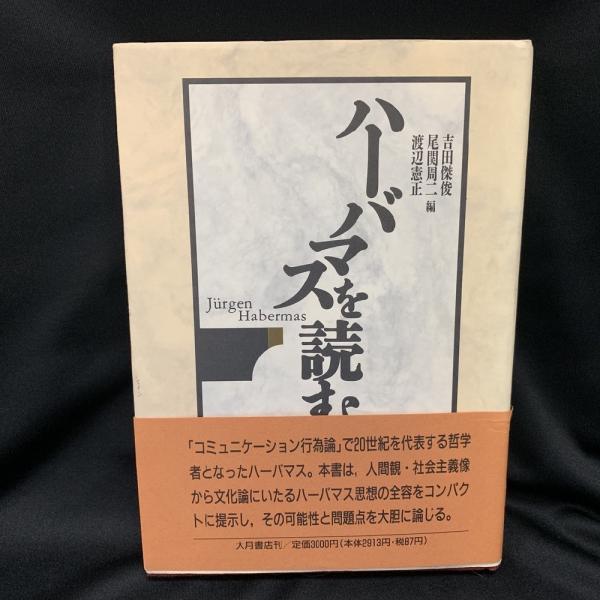 ハーバマスを読む
吉田傑俊
尾関周二 編
渡辺憲正
Jürgen
Habermas
「コミュニケーション行為論」で20世紀を代表する哲学
者となったハーバマス。本書は、人間観・社会主義像
から文化論にいたるハーバマス思想の全容をコンパク
トに提示し、その可能性と問題点を大胆に論じる。
大月書店刊/定価3000円(本体2913円・税87円)